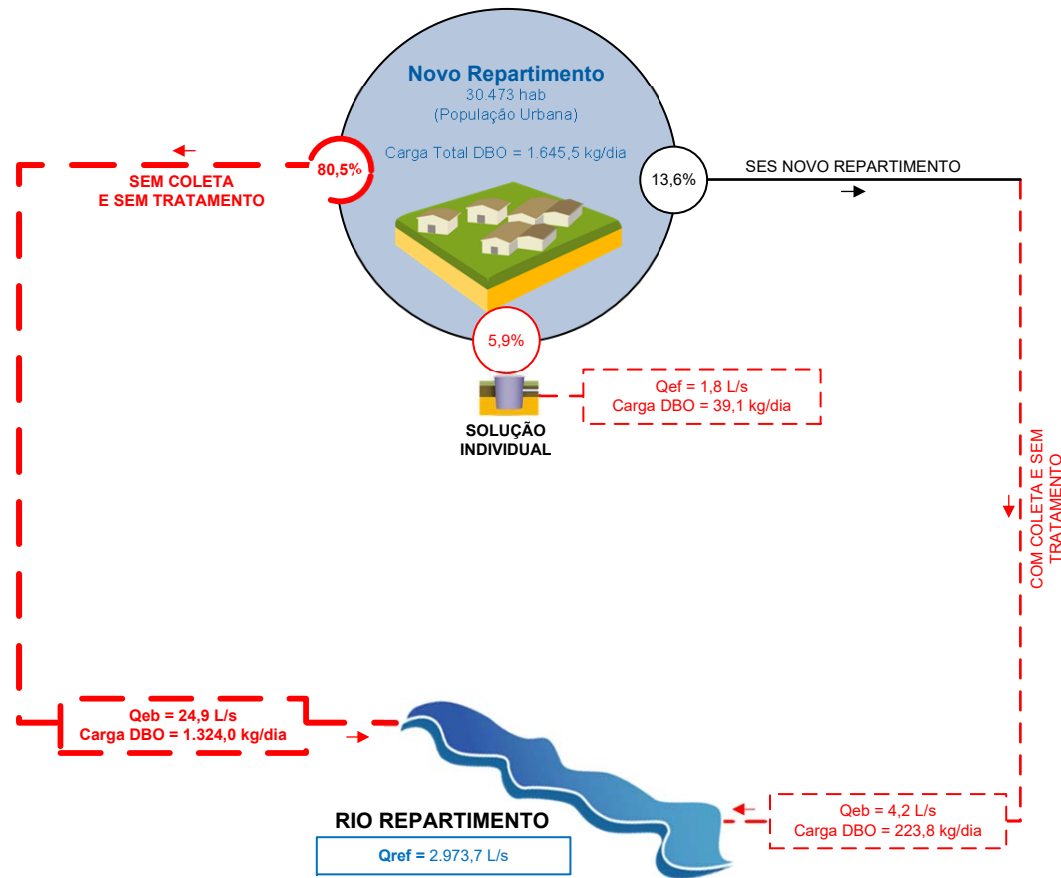 Novo Repartimento
30.473 hab
(População Urbana)
Carga Total DBO = 1.645,5 kg/dia
80,5%
SEM COLETA
E SEM TRATAMENTO
13,6%
SES NOVO REPARTIMENTO
5,9%
SOLUÇÃO
INDIVIDUAL
Qef = 1,8 L/s
Carga DBO = 39,1 kg/dia
COM COLETA E SEM
TRATAMENTO
Qeb = 24,9 L/s
Carga DBO = 1.324,0 kg/dia
RIO REPARTIMENTO
Qref = 2.973,7 L/s
Qeb = 4,2 L/s
Carga DBO = 223,8 kg/dia